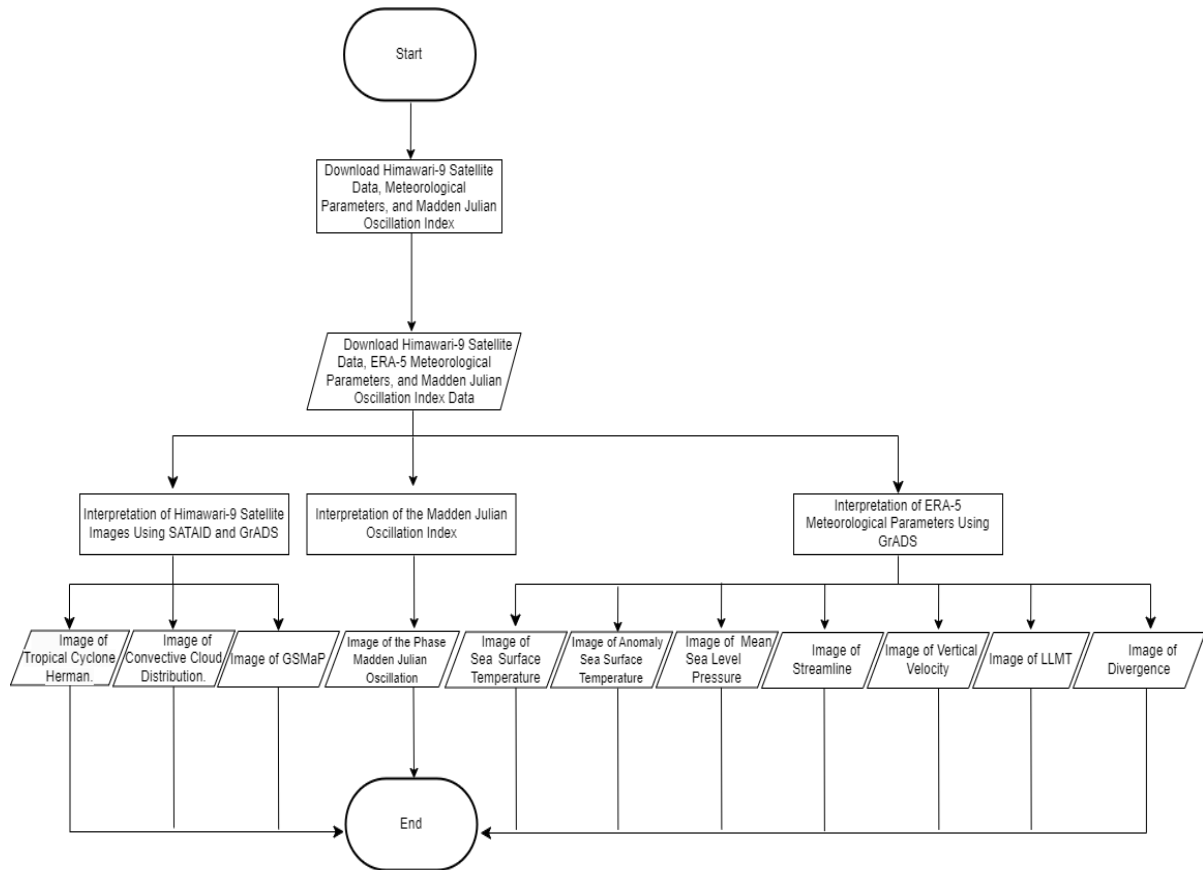 Start
Download Himawari-9 Satellite
Data, Meteorological
Parameters, and Madden Julian
Oscillation Index
Download Himawari-9 Satellite
Data, ERA-5 Meteorological
Parameters, and Madden Julian
Oscillation Index Data
Interpretation of Himawari-9 Satellite
Images Using SATAID and GrADS
Interpretation of the Madden Julian
Oscillation Index
Interpretation of ERA-5
Meteorological Parameters Using
GrADS
Image of
Tropical Cyclone
Herman.
Image of
Convective Cloud
Distribution.
Image of GSMaP
Image of the Phase
Madden Julian
Oscillation
Image of
Sea Surface
Temperature
Image of Anomaly
Sea Surface
Temperature
Image of Mean
Sea Level
Pressure
Image of
Streamline
Image of Vertical
Velocity
Image of LLMT
Image of
Divergence
End